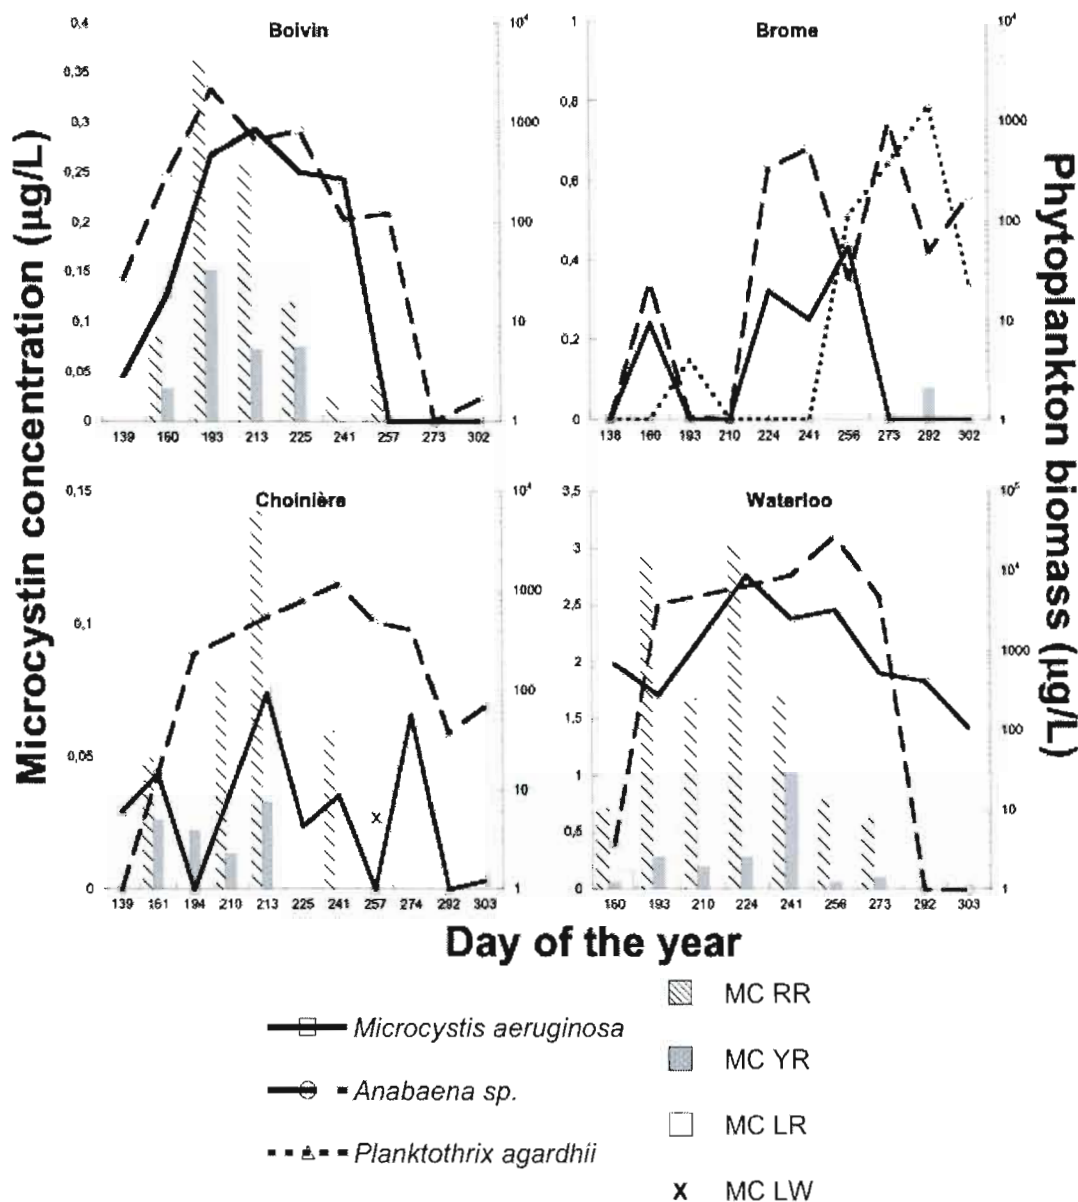 Microcystin concentration (µg/L)
Boivin
0,4
0,35
0,3
0,25
0,2
0,15
0,1
0,05
0
10⁴
1000
100
10
1
139 160 193 213 225 241 257 273 302
Brome
1
0,8
0,6
0,4
0,2
0
10⁴
1000
100
10
1
138 160 193 210 224 241 256 273 292 302
Choinière
0,15
0,1
0,05
0
10⁴
1000
100
10
1
139 161 194 210 213 225 241 257 274 292 303
Waterloo
3,5
3
2,5
2
1,5
1
0,5
0
10⁵
10⁴
1000
100
10
1
160 193 210 224 241 256 273 292 303
Phytoplankton biomass (µg/L)
Day of the year
Microcystis aeruginosa
Anabaena sp.
Planktothrix agardhii
MC RR
MC YR
MC LR
x MC LW